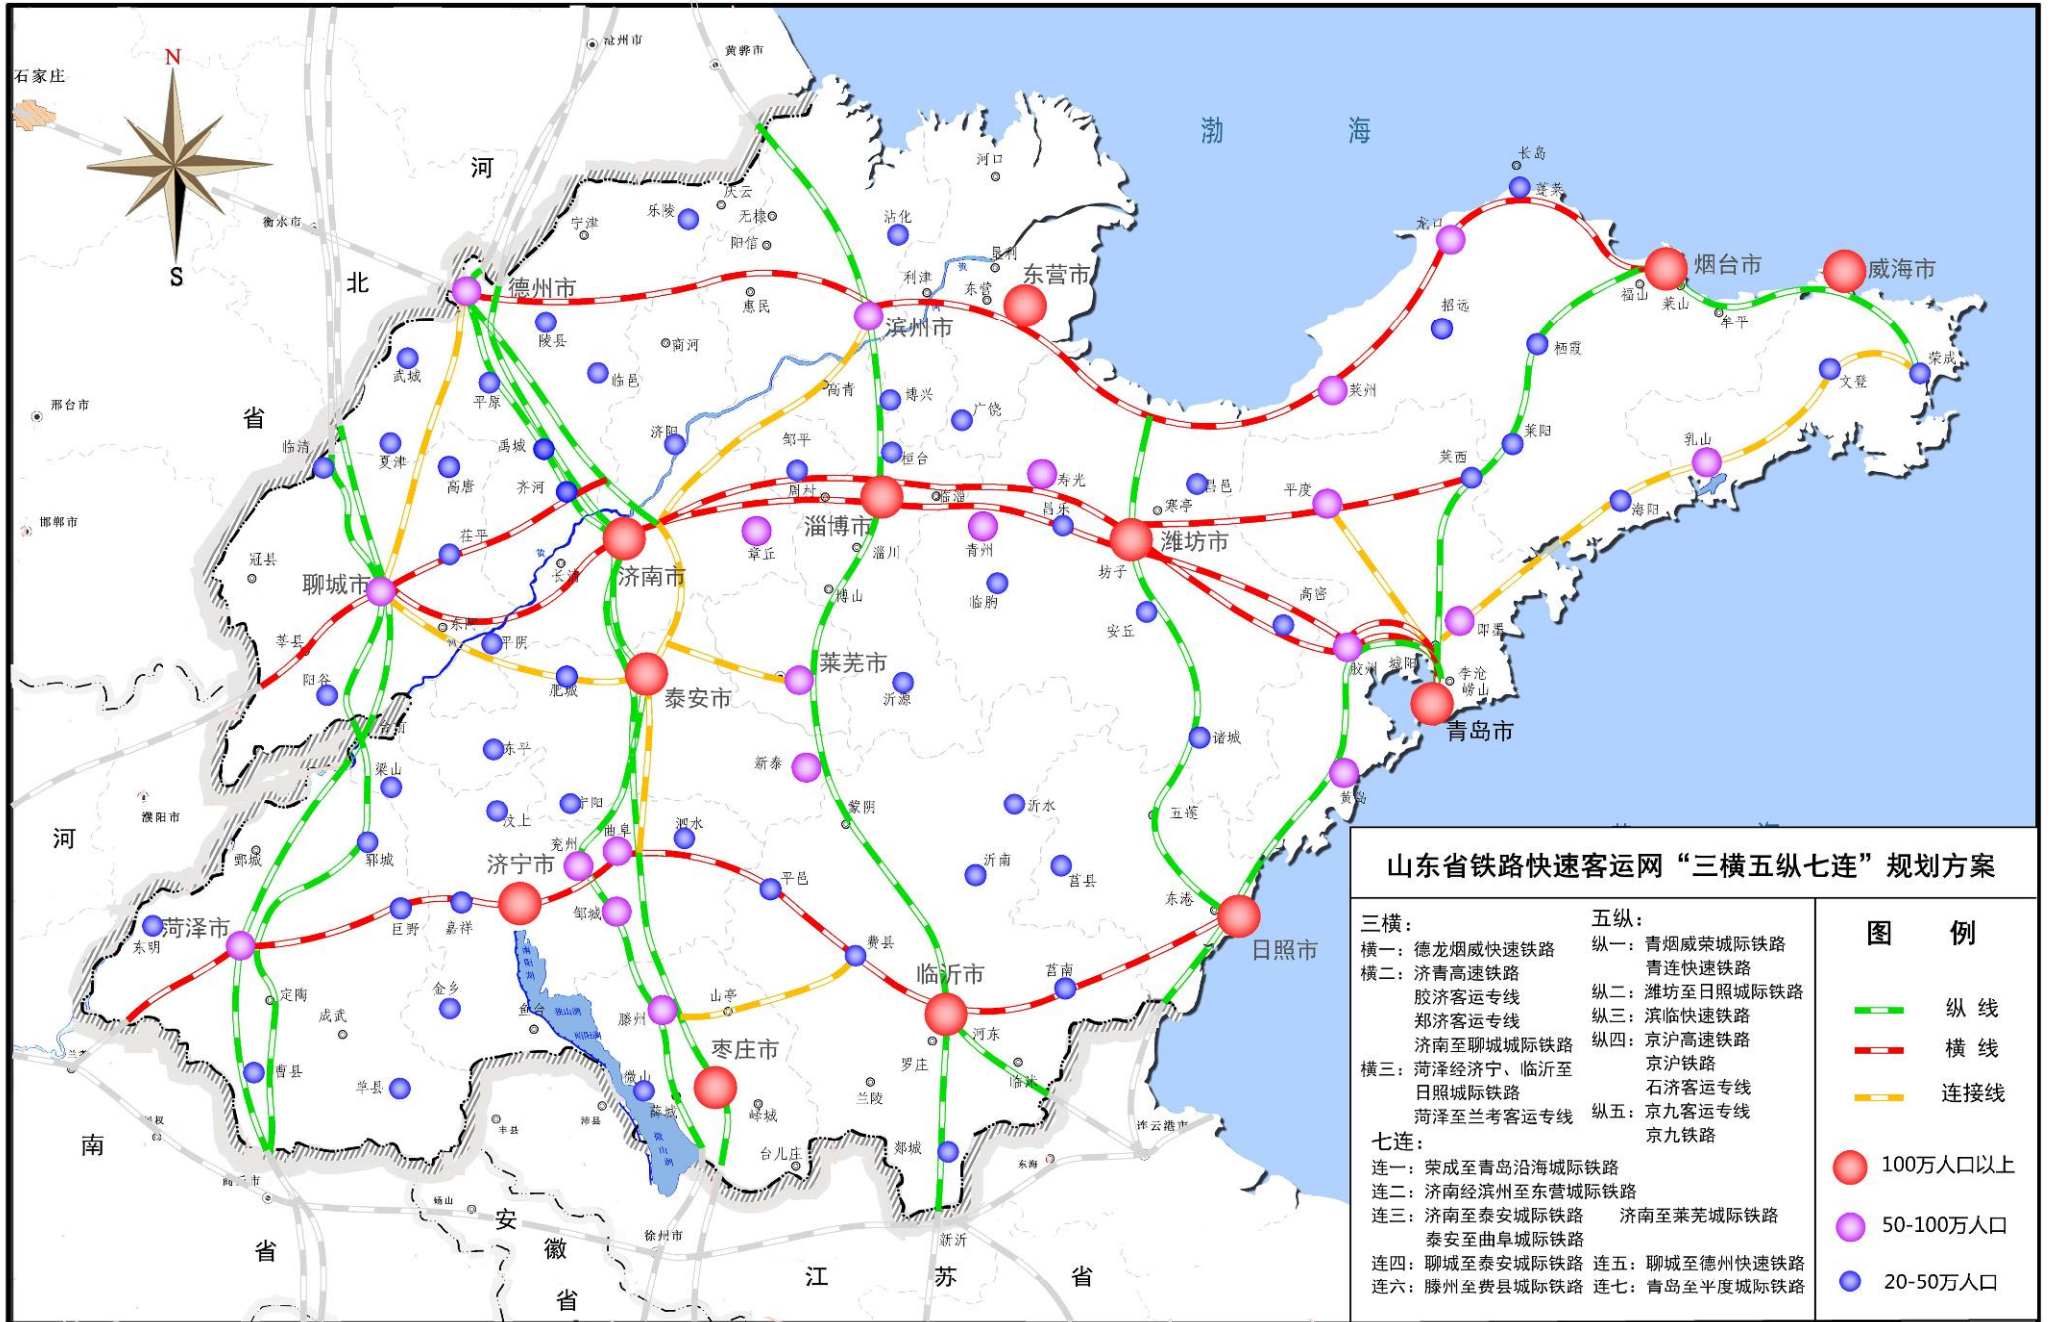 N
S
石家庄
沧州市
黄骅市
河
衡水市
北
省
邢台市
邯郸市
濮阳市
河
南
省
渤 海
长岛
蓬莱
龙口
烟台市
威海市
福山
莱山
牟平
招远
栖霞
荣成
文登
莱州
莱阳
莱西
乳山
海阳
平度
河口
庆云
乐陵
无棣
宁津
阳信
沾化
垦利
东营市
利津
东营
德州市
惠民
滨州市
陵县
商河
临邑
武城
平原
高青
博兴
广饶
临清
夏津
高唐
禹城
济阳
邹平
桓台
齐河
周村
临淄
寿光
昌邑
寒亭
淄博市
昌乐
潍坊市
冠县
茌平
黄
长清
济南市
章丘
淄川
青州
坊子
聊城市
博山
临朐
安丘
高密
即墨
莘县
东阿
平阴
莱芜市
胶州
城阳
李沧
崂山
阳谷
肥城
泰安市
沂源
青岛市
台前
东平
诸城
梁山
新泰
黄岛
汶上
宁阳
蒙阴
沂水
五莲
鄄城
郓城
兖州
曲阜
泗水
济宁市
平邑
沂南
莒县
东港
日照市
菏泽市
东明
巨野
嘉祥
邹城
费县
临沂市
莒南
定陶
成武
金乡
鱼台
南阳湖
独山湖
昭阳湖
滕州
山亭
河东
罗庄
枣庄市
曹县
单县
微山
薛城
峄城
兰陵
临沭
微山湖
台儿庄
郯城
丰县
沛县
连云港市
东海
砀山
安
徽
省
徐州市
新沂
江 苏 省
山东省铁路快速客运网“三横五纵七连”规划方案
三横：
横一：德龙烟威快速铁路
横二：济青高速铁路
胶济客运专线
郑济客运专线
济南至聊城城际铁路
横三：菏泽经济宁、临沂至
日照城际铁路
菏泽至兰考客运专线
五纵：
纵一：青烟威荣城际铁路
青连快速铁路
纵二：潍坊至日照城际铁路
纵三：滨临快速铁路
纵四：京沪高速铁路
京沪铁路
石济客运专线
纵五：京九客运专线
京九铁路
七连：
连一：荣成至青岛沿海城际铁路
连二：济南经滨州至东营城际铁路
连三：济南至泰安城际铁路 济南至莱芜城际铁路
泰安至曲阜城际铁路
连四：聊城至泰安城际铁路 连五：聊城至德州快速铁路
连六：滕州至费县城际铁路 连七：青岛至半度城际铁路
图 例
纵 线
横 线
连接线
100万人口以上
50-100万人口
20-50万人口